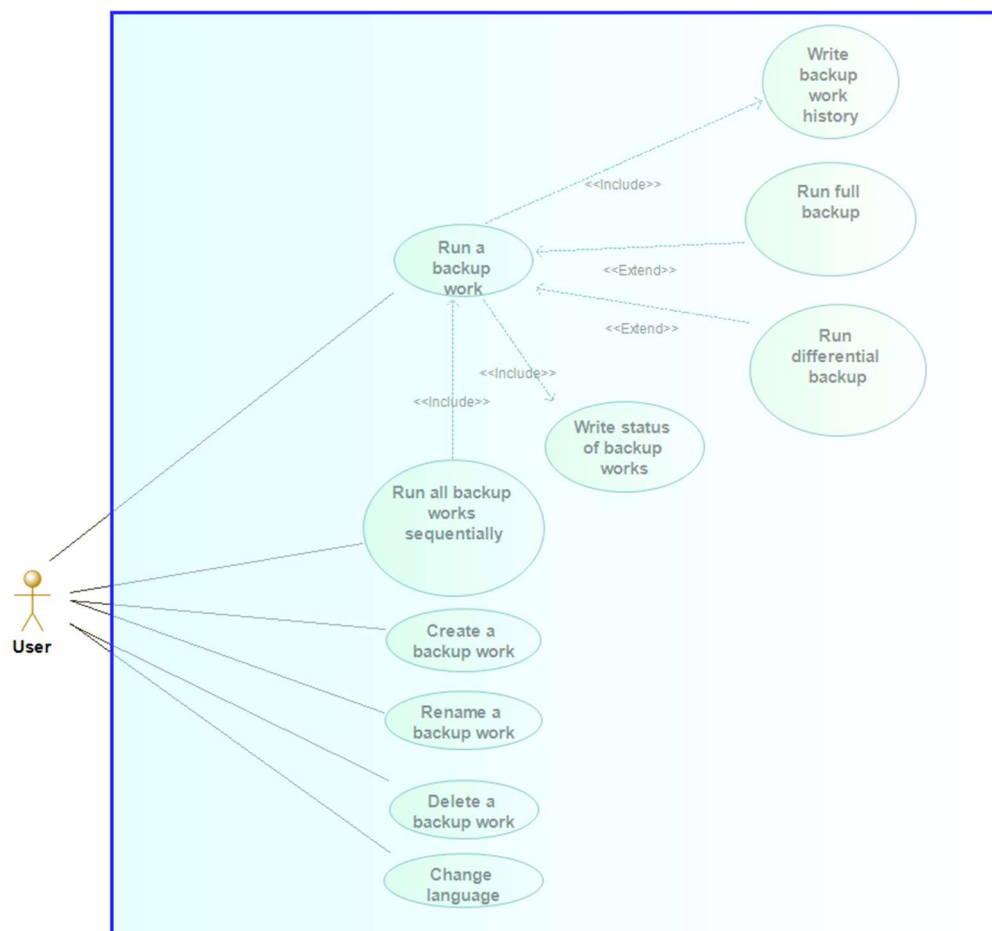 Write
backup
work
history
<<Include>>
Run full
backup
Run a
backup
work
<<Extend>>
<<Extend>>
Run
differential
backup
<<Include>>
<<Include>>
Write status
of backup
works
Run all backup
works
sequentially
User
Create a
backup work
Rename a
backup work
Delete a
backup work
Change
language